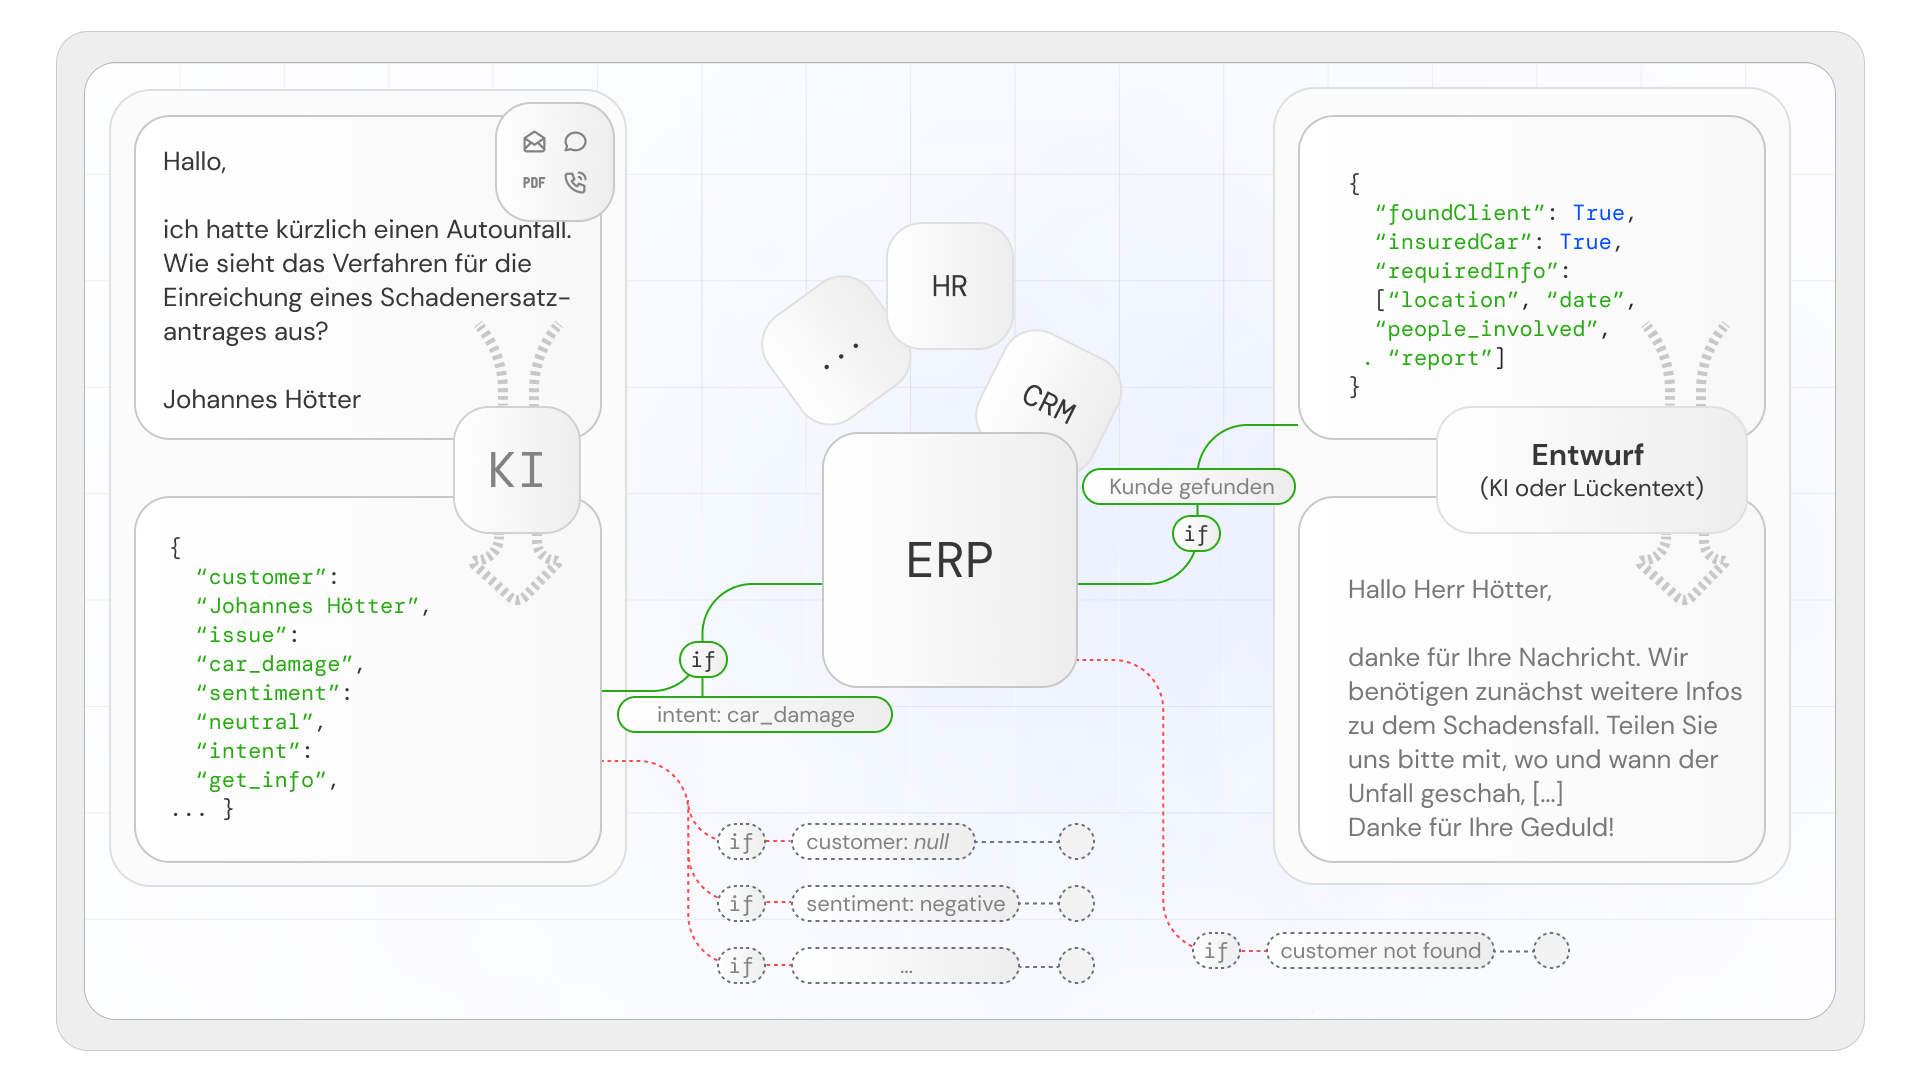 Hallo,
ich hatte kürzlich einen Autounfall.
Wie sieht das Verfahren für die
Einreichung eines Schadenersatz-
antrages aus?
Johannes Hötter
PDF
KI
{
“customer”:
“Johannes Hötter”,
“issue”:
“car_damage”,
“sentiment”:
“neutral”,
“intent”:
“get_info”,
... }
...
HR
CRM
ERP
if
intent: car_damage
Kunde gefunden
if
if
customer: null
if
sentiment: negative
if
...
if
customer not found
{
“foundClient”: True,
“insuredCar”: True,
“requiredInfo”:
[“location”, “date”,
“people_involved”,
. “report”]
}
Entwurf
(KI oder Lückentext)
Hallo Herr Hötter,
danke für Ihre Nachricht. Wir
benötigen zunächst weitere Infos
zu dem Schadensfall. Teilen Sie
uns bitte mit, wo und wann der
Unfall geschah, [...]
Danke für Ihre Geduld!